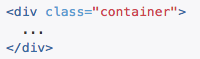 <div class="container">
  ...
</div>